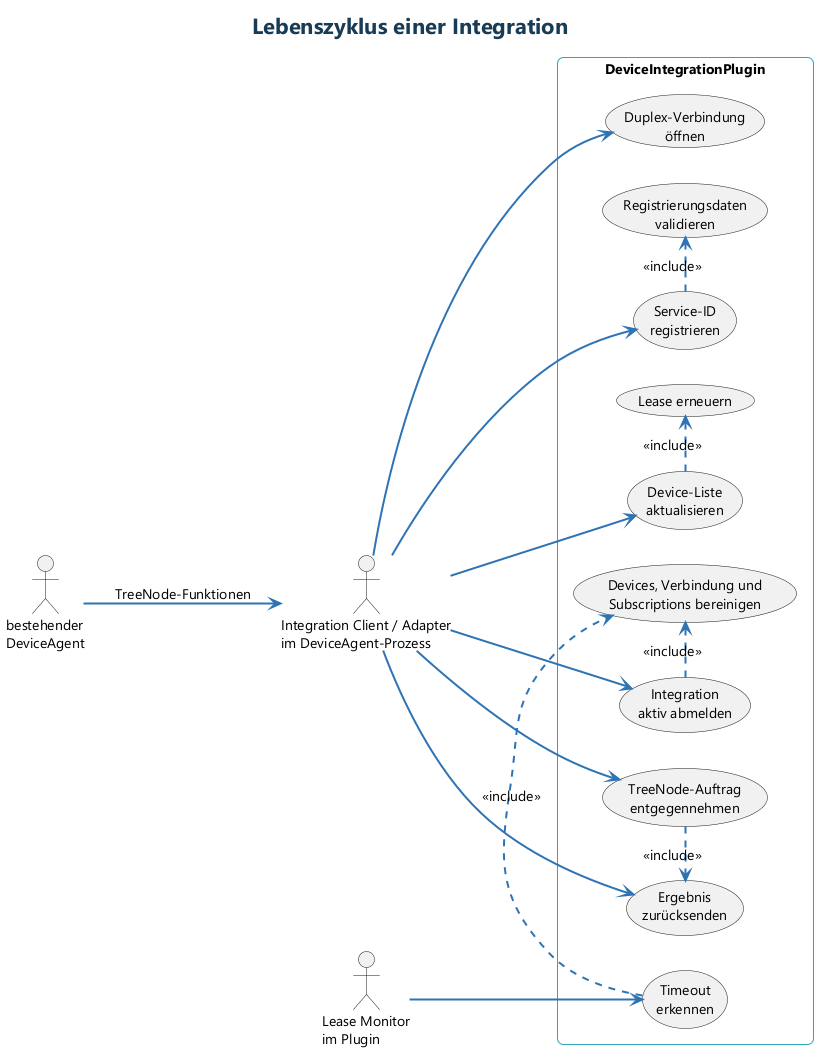 Lebenszyklus einer Integration
DeviceIntegrationPlugin
Duplex-Verbindung
öffnen
Registrierungsdaten
validieren
«include»
Service-ID
registrieren
Lease erneuern
«include»
Device-Liste
aktualisieren
bestehender
DeviceAgent
TreeNode-Funktionen
Integration Client / Adapter
im DeviceAgent-Prozess
Devices, Verbindung und
Subscriptions bereinigen
«include»
Integration
aktiv abmelden
«include»
TreeNode-Auftrag
entgegennehmen
«include»
Ergebnis
zurücksenden
Lease Monitor
im Plugin
Timeout
erkennen